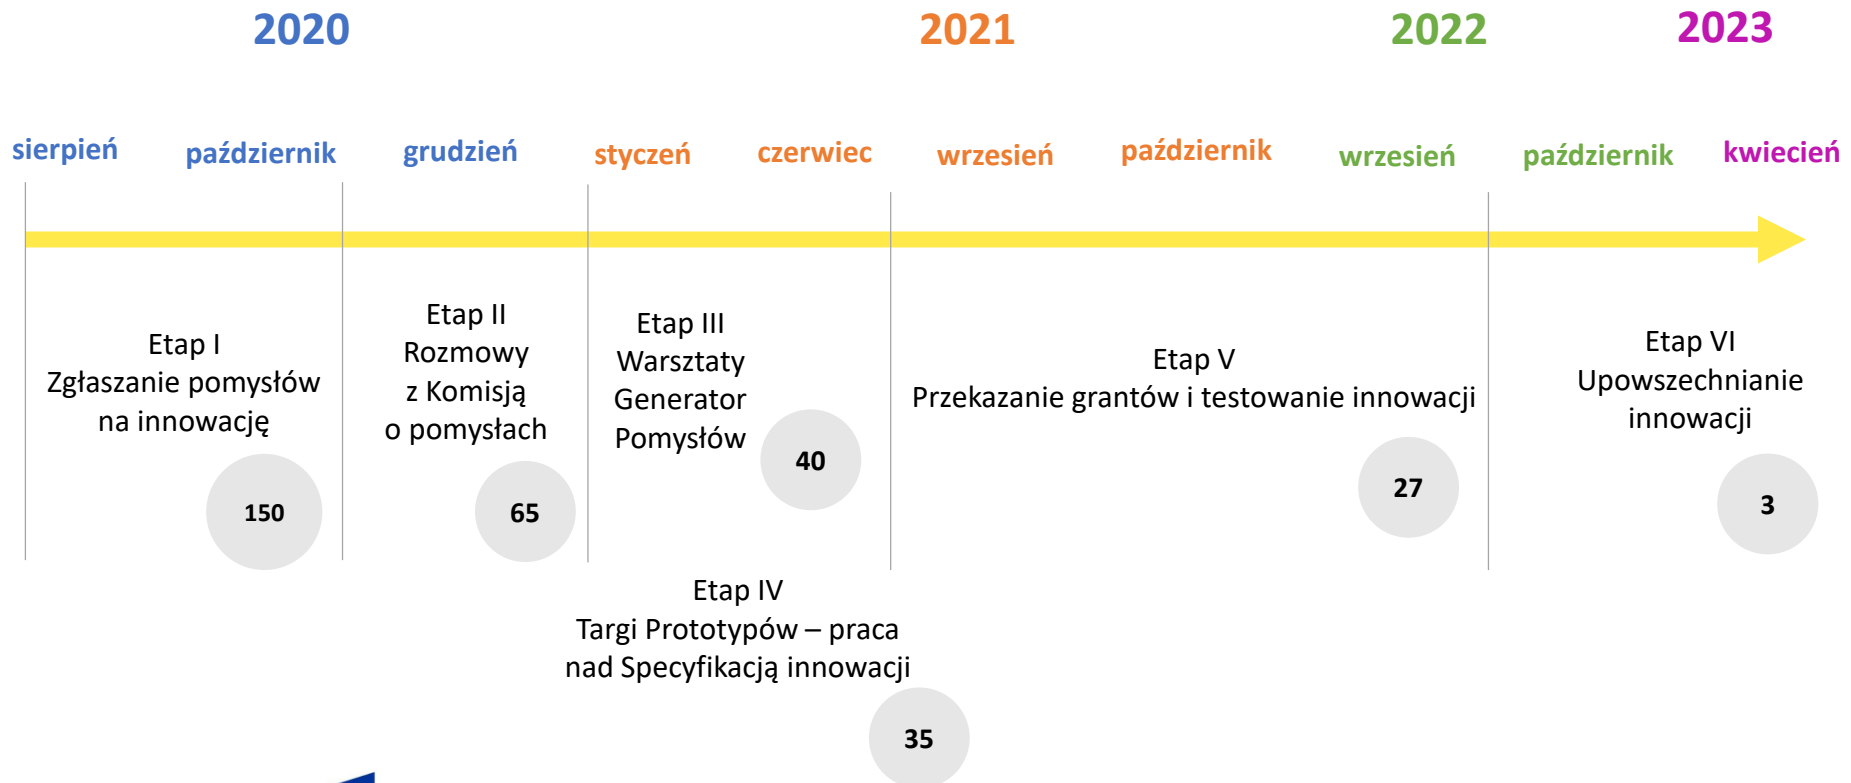 2020
2021
2022
2023
sierpień
październik
grudzień
styczeń
czerwiec
wrzesień
październik
wrzesień
październik
kwiecień
Etap I
Zgłaszanie pomysłów
na innowację
150
Etap II
Rozmowy
z Komisją
o pomysłach
65
Etap III
Warsztaty
Generator
Pomysłów
40
Etap IV
Targi Prototypów – praca
nad Specyfikacją innowacji
35
Etap V
Przekazanie grantów i testowanie innowacji
27
Etap VI
Upowszechnianie
innowacji
3